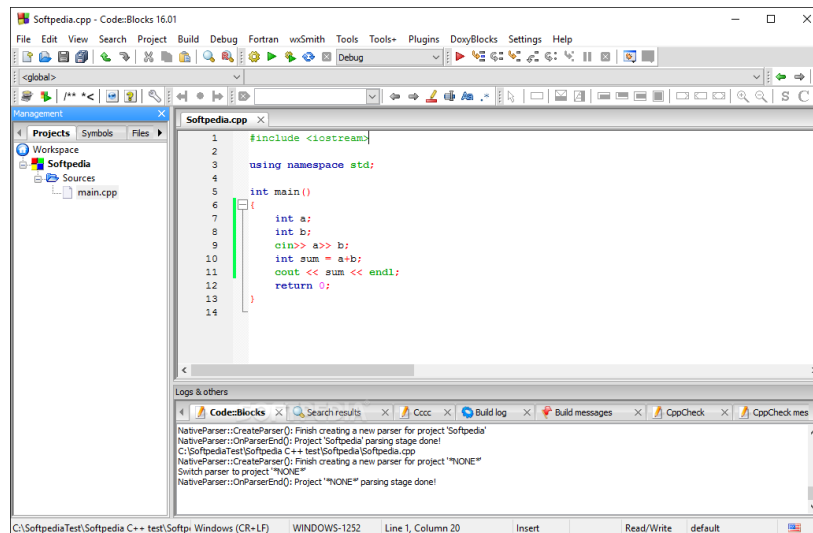 Softpedia.cpp - Code::Blocks 16.01
File Edit View Search Project Build Debug Fortran wxSmith Tools Tools+ Plugins DoxyBlocks Settings Help
Debug
<global>
/** *< Aa .* S C
Management
Projects Symbols Files
Workspace
Softpedia
Sources
main.cpp
Softpedia.cpp
1 #include <iostream>
2
3 using namespace std;
4
5 int main()
6 {
7 int a;
8 int b;
9 cin>> a>> b;
10 int sum = a+b;
11 cout << sum << endl;
12 return 0;
13 }
14
Logs & others
Code::Blocks Search results Cccc Build log Build messages CppCheck CppCheck mes
NativeParser::CreateParser(): Finish creating a new parser for project 'Softpedia'
NativeParser::OnParserEnd(): Project 'Softpedia' parsing stage done!
C:\SoftpediaTest\Softpedia C++ test\Softpedia\Softpedia.cpp
NativeParser::CreateParser(): Finish creating a new parser for project '*NONE*'
Switch parser to project '*NONE*'
NativeParser::OnParserEnd(): Project '*NONE*' parsing stage done!
C:\SoftpediaTest\Softpedia C++ test\Softp Windows (CR+LF) WINDOWS-1252 Line 1, Column 20 Insert Read/Write default